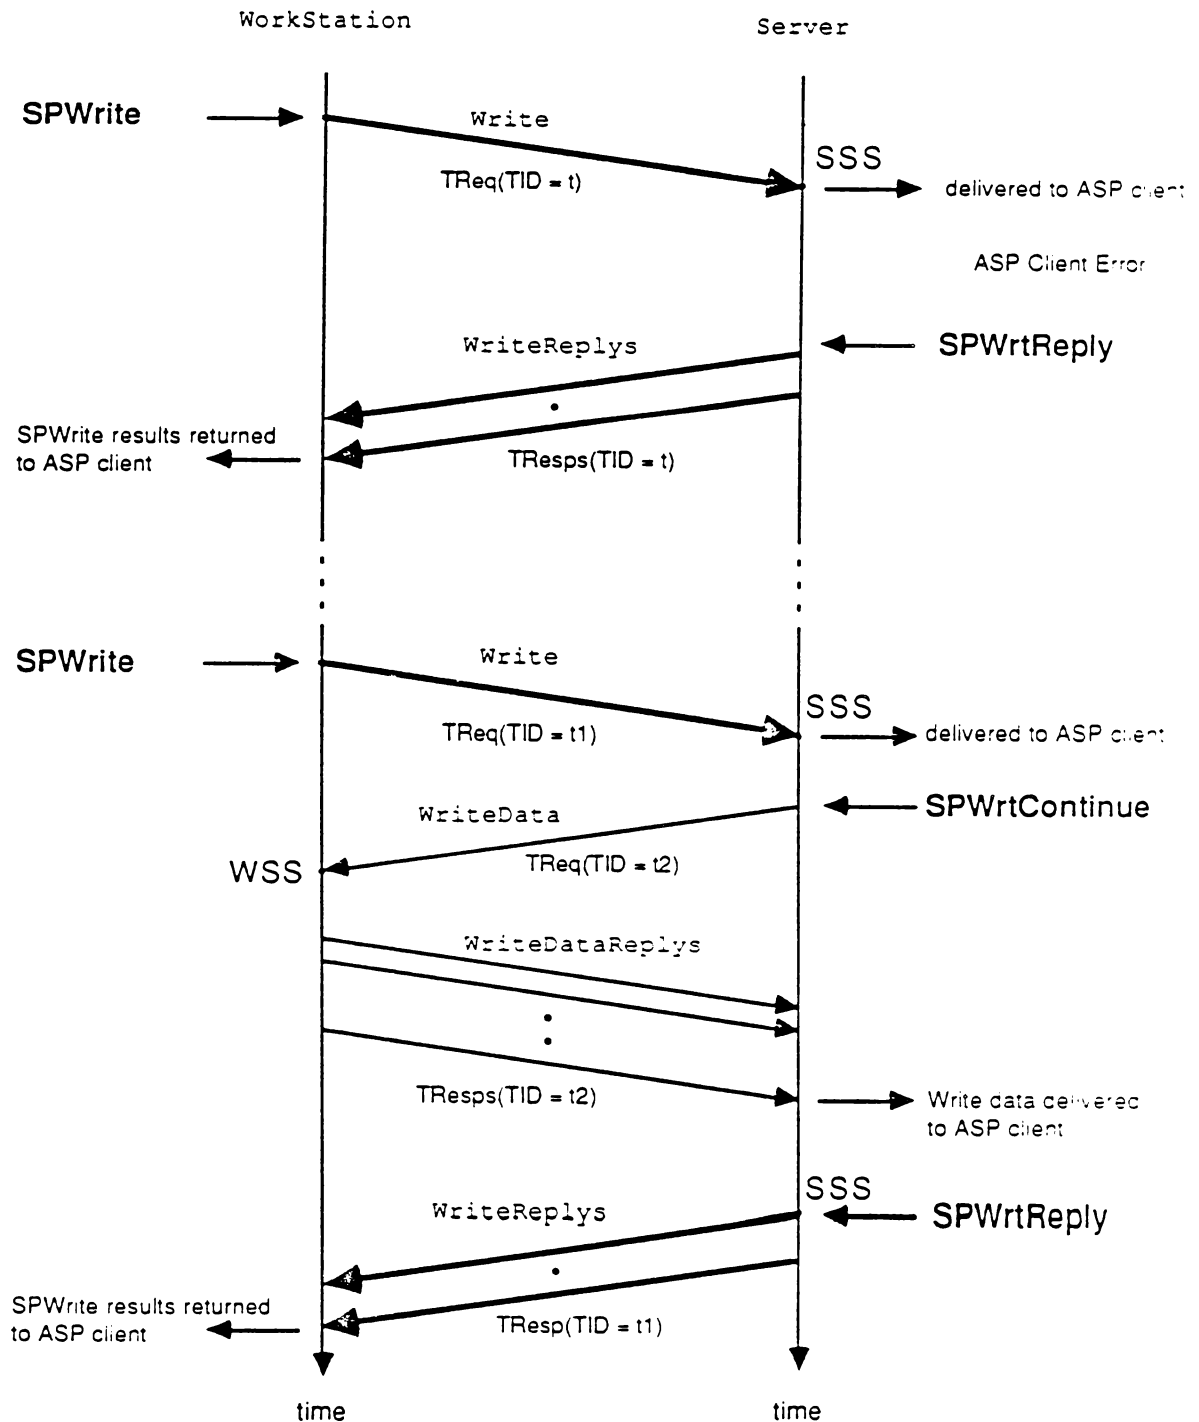 WorkStation
Server
SPWrite
Write
TReq(TID = t)
SSS
delivered to ASP client
ASP Client Error
WriteReplys
SPWrtReply
SPWrite results returned
to ASP client
TResps(TID = t)
SPWrite
Write
TReq(TID = t1)
SSS
delivered to ASP client
WriteData
SPWrtContinue
WSS
TReq(TID = t2)
WriteDataReplys
TResps(TID = t2)
Write data delivered
to ASP client
SSS
WriteReplys
SPWrtReply
SPWrite results returned
to ASP client
TResp(TID = t1)
time
time